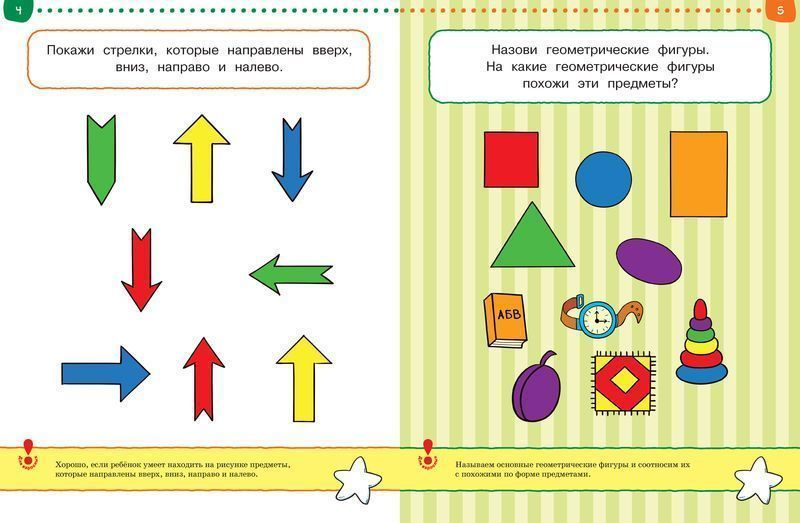 4
Покажи стрелки, которые направлены вверх,
вниз, направо и налево.
Хорошо, если ребёнок умеет находить на рисунке предметы,
которые направлены вверх, вниз, направо и налево.
5
Назови геометрические фигуры.
На какие геометрические фигуры
похожи эти предметы?
АБВ
Называем основные геометрические фигуры и соотносим их
с похожими по форме предметами.